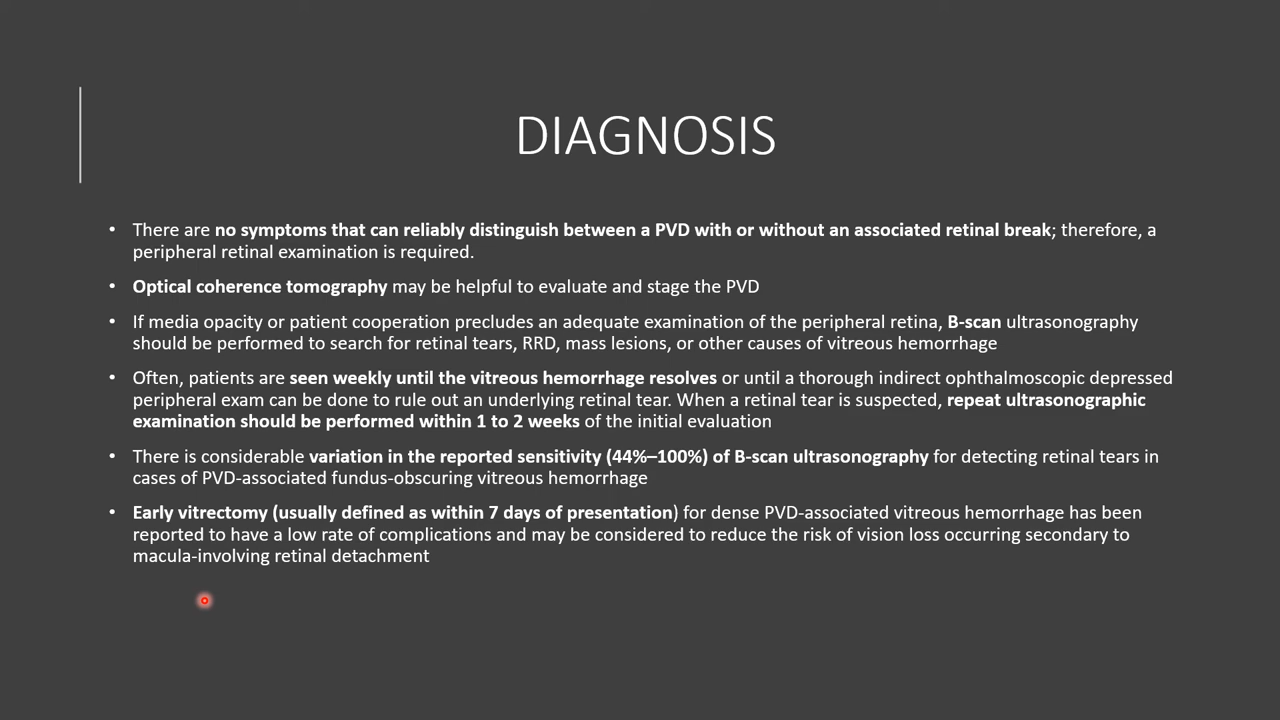 DIAGNOSIS
• There are no symptoms that can reliably distinguish between a PVD with or without an associated retinal break; therefore, a
peripheral retinal examination is required.
• Optical coherence tomography may be helpful to evaluate and stage the PVD
• If media opacity or patient cooperation precludes an adequate examination of the peripheral retina, B-scan ultrasonography
should be performed to search for retinal tears, RRD, mass lesions, or other causes of vitreous hemorrhage
• Often, patients are seen weekly until the vitreous hemorrhage resolves or until a thorough indirect ophthalmoscopic depressed
peripheral exam can be done to rule out an underlying retinal tear. When a retinal tear is suspected, repeat ultrasonographic
examination should be performed within 1 to 2 weeks of the initial evaluation
• There is considerable variation in the reported sensitivity (44%–100%) of B-scan ultrasonography for detecting retinal tears in
cases of PVD-associated fundus-obscuring vitreous hemorrhage
• Early vitrectomy (usually defined as within 7 days of presentation) for dense PVD-associated vitreous hemorrhage has been
reported to have a low rate of complications and may be considered to reduce the risk of vision loss occurring secondary to
macula-involving retinal detachment